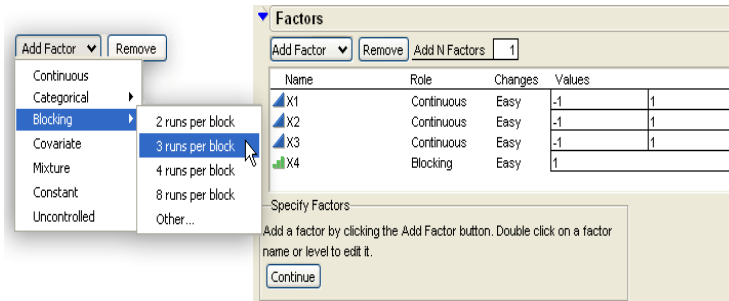 Add Factor Remove
Continuous
Categorical
Blocking
Covariate
Mixture
Constant
Uncontrolled
2 runs per block
3 runs per block
4 runs per block
8 runs per block
Other...
Factors
Add Factor Remove Add N Factors 1
Name Role Changes Values
X1 Continuous Easy -1 1
X2 Continuous Easy -1 1
X3 Continuous Easy -1 1
X4 Blocking Easy 1
Specify Factors
Add a factor by clicking the Add Factor button. Double click on a factor
name or level to edit it.
Continue